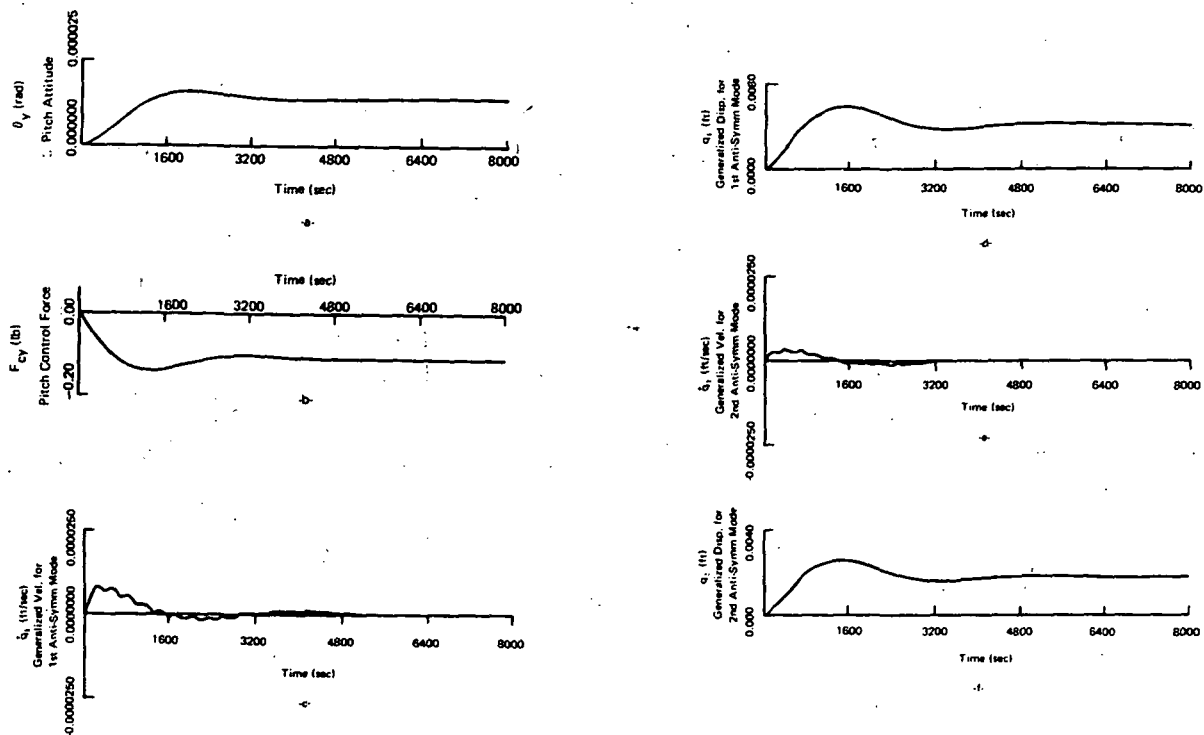 0.000025
θy (rad)
Pitch Attitude
0.000000
1600
3200
4800
6400
8000
Time (sec)
-a-
Time (sec)
0.00
1600
3200
4800
6400
8000
Fcy (lb)
Pitch Control Force
-0.20
-b-
0.0000250
q̇₁ (ft/sec)
Generalized Vel. for
1st Anti-Symm Mode
0.0000000
1600
3200
4800
6400
8000
Time (sec)
-0.0000250
-c-
q₁ (ft)
Generalized Disp. for
1st Anti-Symm Mode
0.0000
1600
3200
4800
6400
8000
Time (sec)
-d-
0.0000250
(ft/sec)
Generalized Vel. for
2nd Anti-Symm Mode
0.0000000
1600
3200
4800
6400
8000
Time (sec)
-0.0000250
-e-
0.0040
(ft)
Generalized Disp. for
2nd Anti-Symm Mode
0.000
1600
3200
4800
6400
8000
Time (sec)
-f-